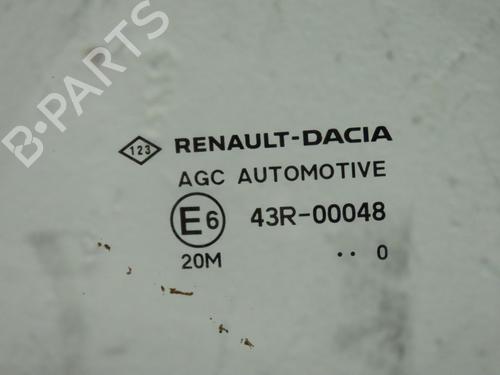 B-PARTS
123 RENAULT-DACIA
AGC AUTOMOTIVE
E6 43R-00048
20M .. 0